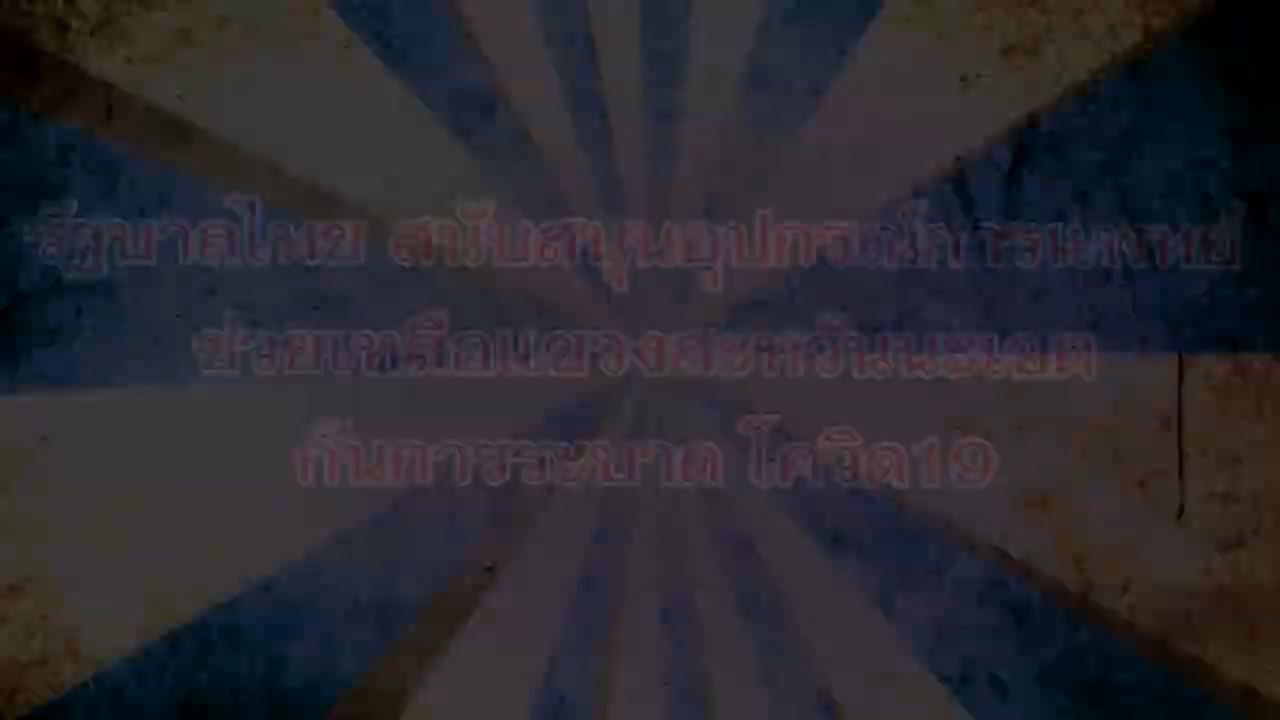 รัฐบาลไทย สนับสนุนอุปกรณ์การแพทย์
ช่วยเหลือแขวงสะหวันนะเขต
กันการระบาด โควิด19